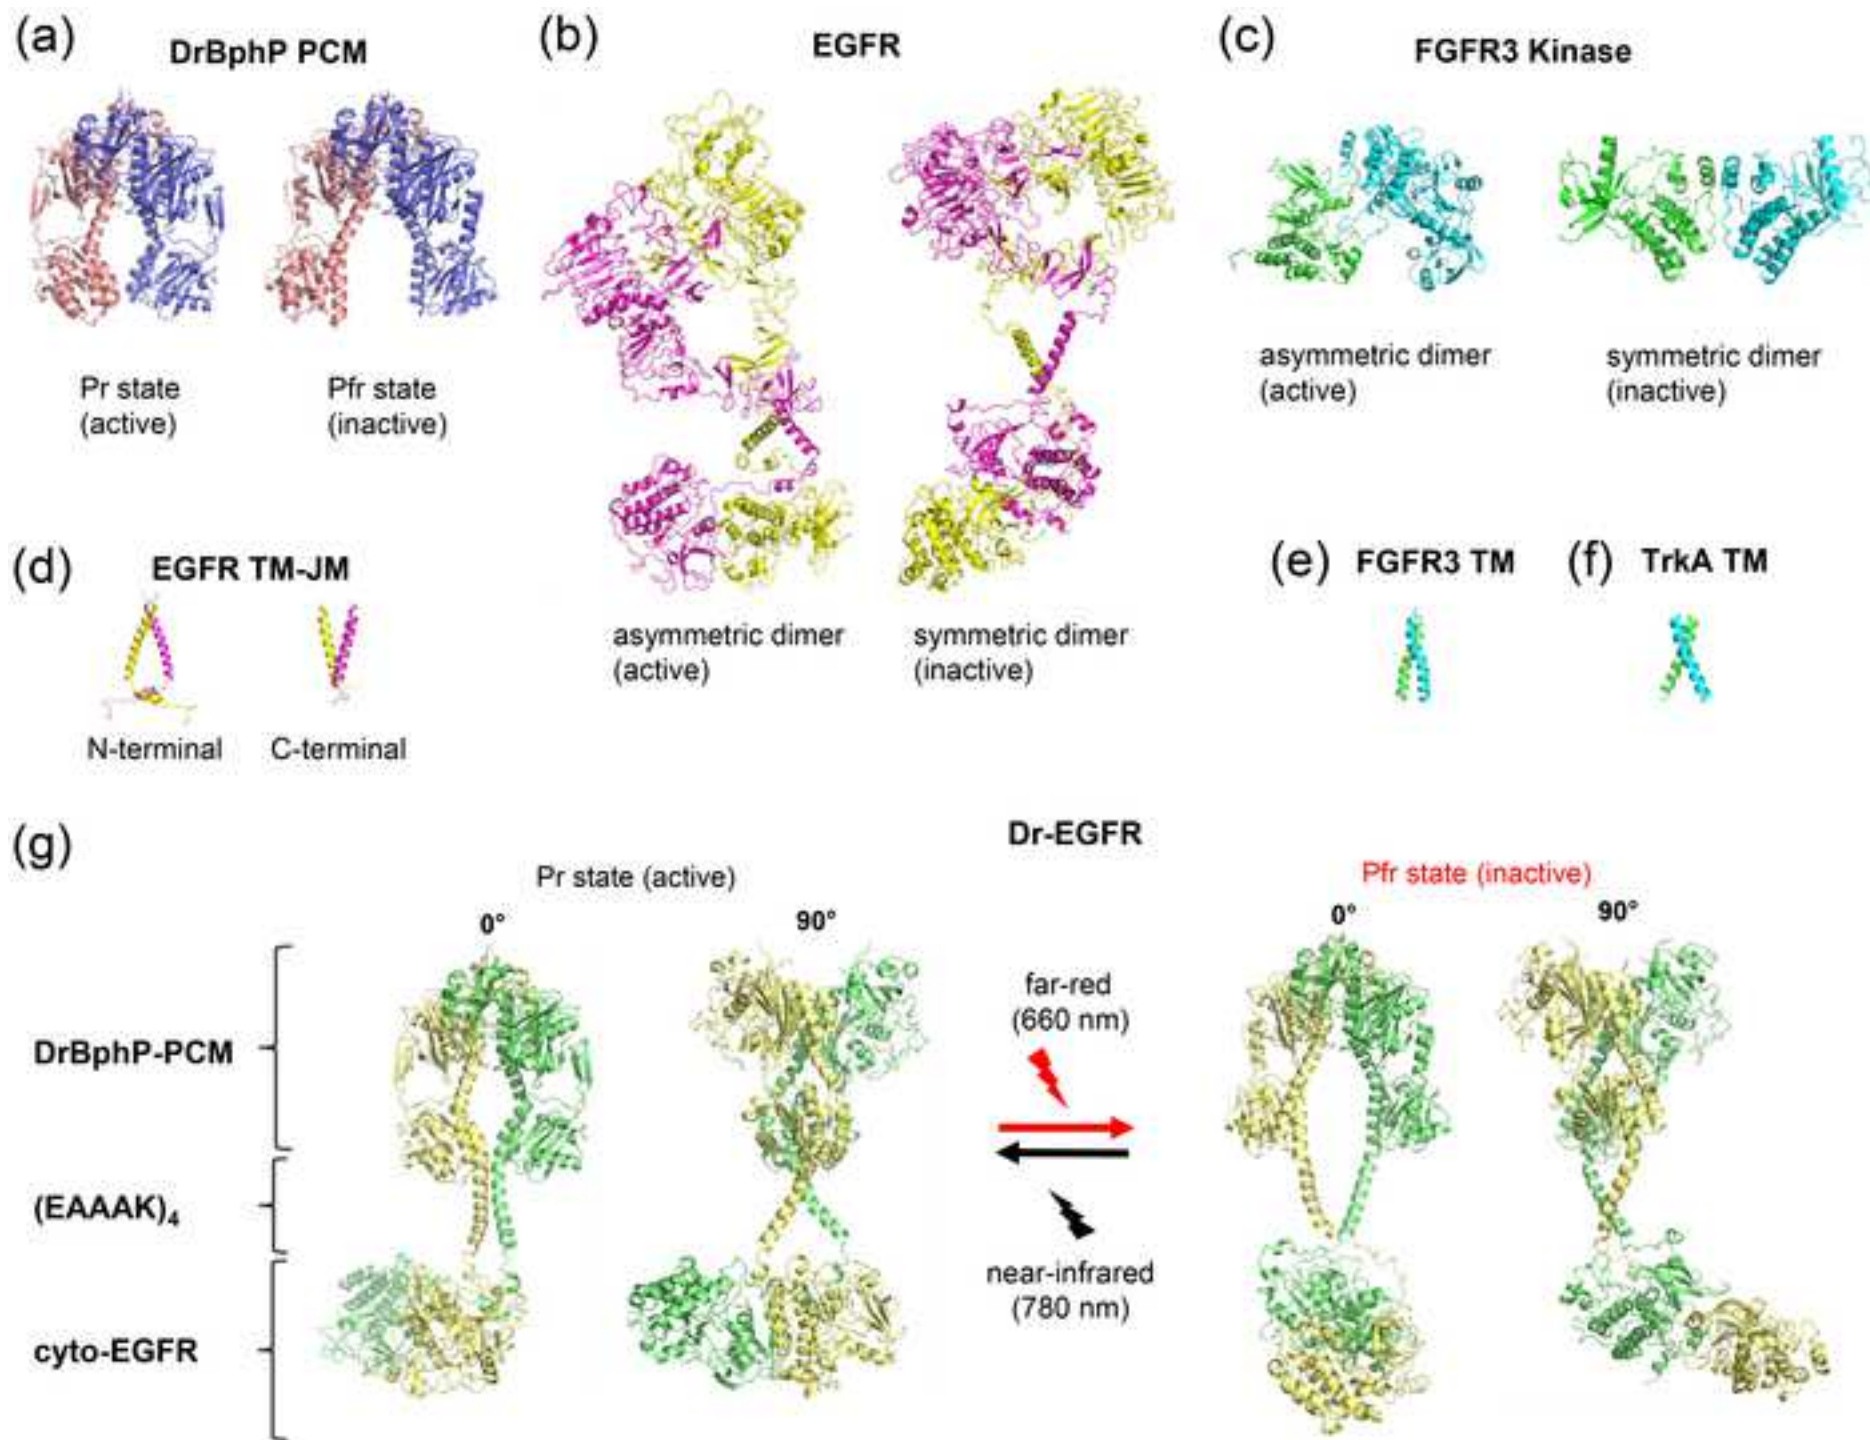 (a) DrBphP PCM
Pr state
(active)
Pfr state
(inactive)
(b) EGFR
asymmetric dimer
(active)
symmetric dimer
(inactive)
(c) FGFR3 Kinase
asymmetric dimer
(active)
symmetric dimer
(inactive)
(d) EGFR TM-JM
N-terminal
C-terminal
(e) FGFR3 TM
(f) TrkA TM
(g) Dr-EGFR
Pr state (active)
0°
90°
Pfr state (inactive)
0°
90°
DrBphP-PCM
(EAAAK)₄
cyto-EGFR
far-red
(660 nm)
near-infrared
(780 nm)